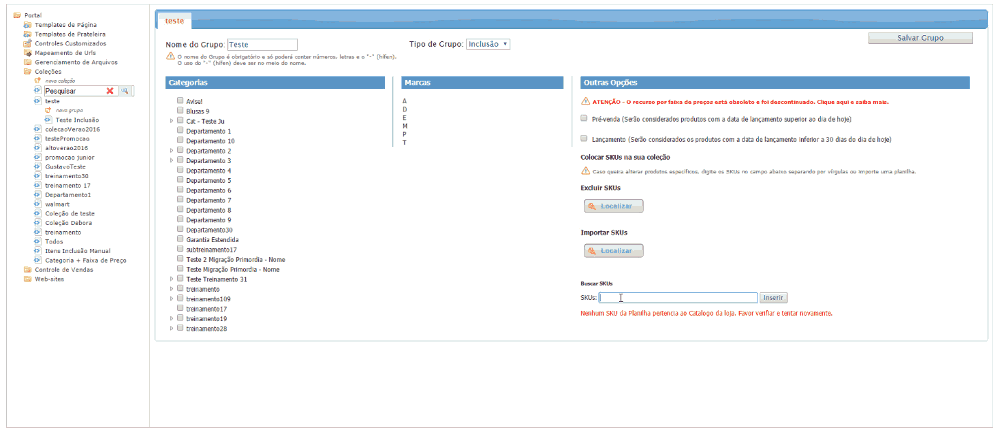 Portal
Templates de Página
Templates de Prateleira
Controles Customizados
Mapeamento de Urls
Gerenciamento de Arquivos
Coleções
nova coleção
Pesquisar
teste
novo grupo
Teste Inclusão
colecaoVerao2016
testePromocao
altoverao2016
promocao junior
GustavoTeste
treinamento30
treinamento 17
Departamento1
walmart
Coleção de teste
Coleção Debora
treinamento
Todos
Itens Inclusão Manual
Categoria + Faixa de Preço
Controle de Vendas
Web-sites
teste
Salvar Grupo
Nome do Grupo: Teste
Tipo de Grupo: Inclusão
O nome do Grupo é obrigatório e só poderá conter números, letras e o "-" (hífen).
O uso do "-" (hífen) deve ser no meio do nome.
Categorias
Avise!
Blusas 9
Cat - Teste Ju
Departamento 1
Departamento 10
Departamento 2
Departamento 3
Departamento 4
Departamento 5
Departamento 6
Departamento 7
Departamento 8
Departamento 9
Departamento30
Garantia Estendida
subtreinamento17
Teste 2 Migração Primordia - Nome
Teste Migração Primordia - Nome
Teste Treinamento 31
treinamento
treinamento109
treinamento17
treinamento19
treinamento28
Marcas
A
D
E
M
P
T
Outras Opções
ATENÇÃO - O recurso por faixa de preços está obsoleto e foi descontinuado. Clique aqui e saiba mais.
Pré-venda (Serão considerados produtos com a data de lançamento superior ao dia de hoje)
Lançamento (Serão considerados os produtos com a data de lançamento inferior a 30 dias do dia de hoje)
Colocar SKUs na sua coleção
Caso queira alterar produtos específicos, digite os SKUs no campo abaixo separando por vírgulas ou importe uma planilha.
Excluir SKUs
Localizar
Importar SKUs
Localizar
Buscar SKUs
SKUs:
Inserir
Nenhum SKU da Planilha pertencia ao Catalogo da loja. Favor verifiar e tentar novamente.